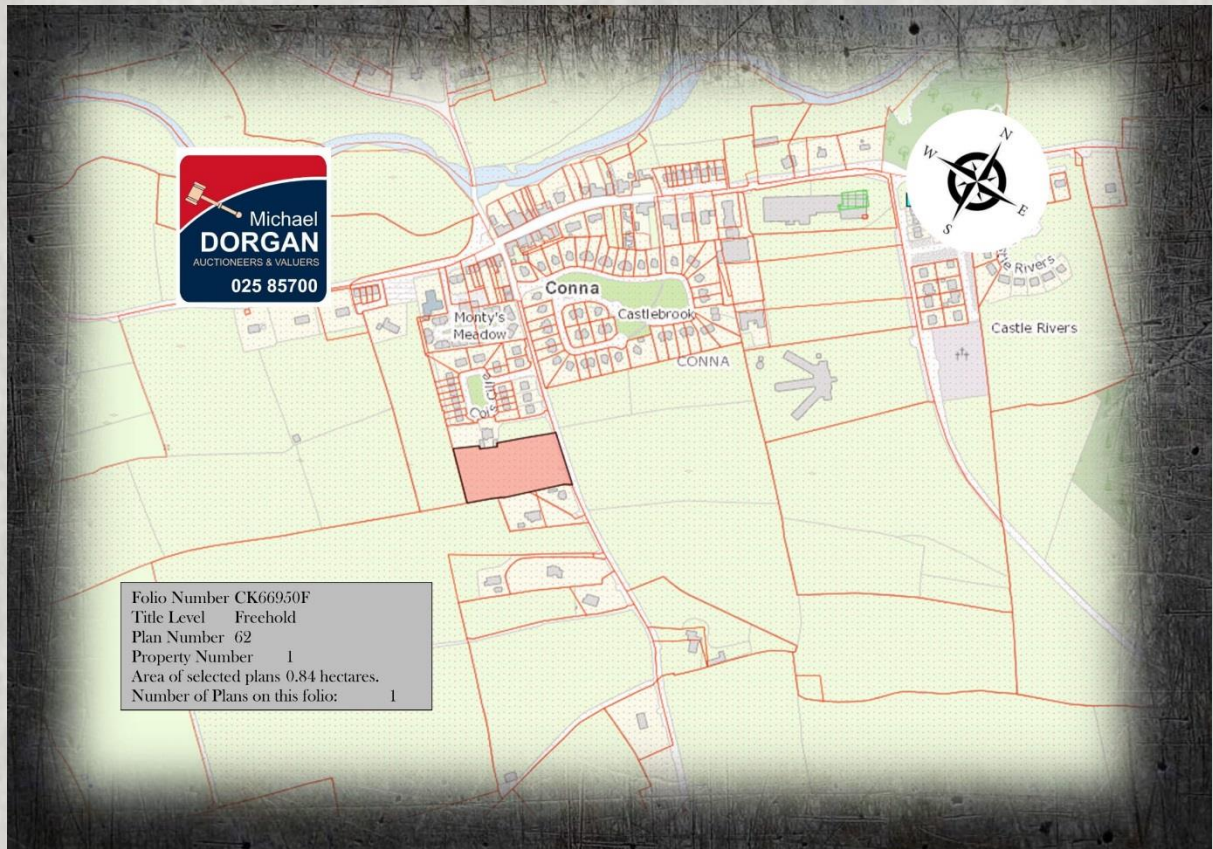 N
W
E
S
Michael
DORGAN
AUCTIONEERS & VALUERS
025 85700
Conna
Monty's
Meadow
Castlebrook
CONNA
Castle Rivers
Folio Number CK66950F
Title Level Freehold
Plan Number 62
Property Number 1
Area of selected plans 0.84 hectares.
Number of Plans on this folio: 1